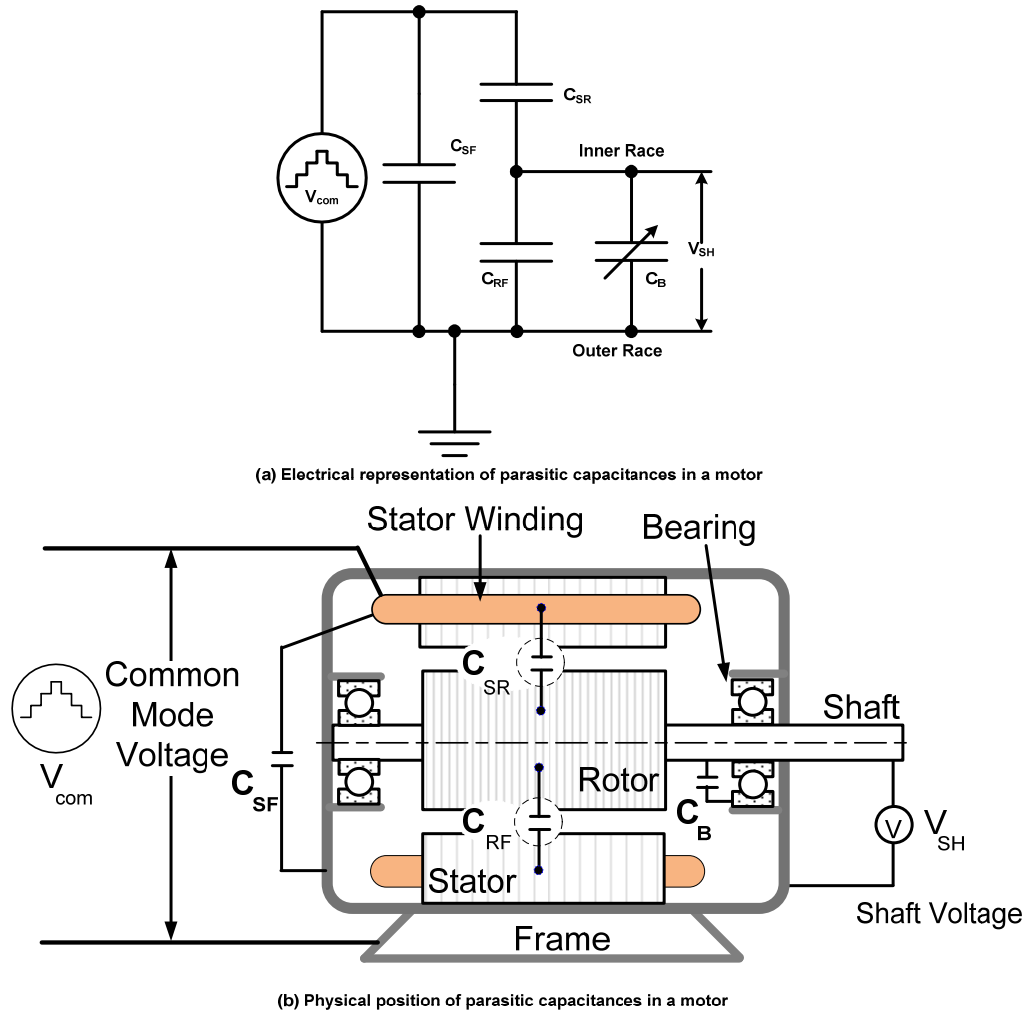 C_SR
C_SF
Inner Race
V_com
V_SH
C_RF
C_B
Outer Race
(a) Electrical representation of parasitic capacitances in a motor
Stator Winding
Bearing
Common
Mode
Voltage
V_com
C_SR
Shaft
Rotor
C_SF
C_B
C_RF
V
V_SH
Stator
Shaft Voltage
Frame
(b) Physical position of parasitic capacitances in a motor